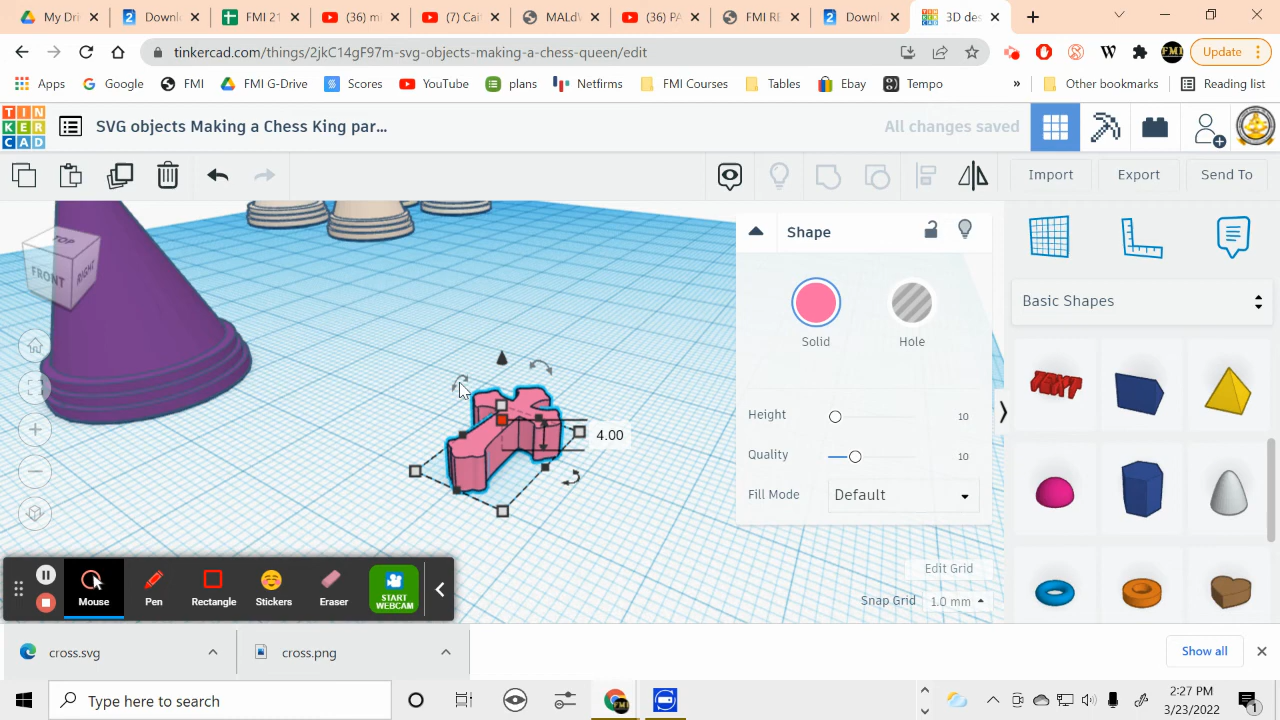 My Dri
Download
FMI 21
(36) m
(1) Cai
MALdV
(36) PA
FMI RE
Downl
3D des
tinkercad.com/things/2jkC14gF97m-svg-objects-making-a-chess-queen/edit
Update
Apps
Google
FMI
FMI G-Drive
Scores
YouTube
plans
Netfirms
FMI Courses
Tables
Ebay
Tempo
»
Other bookmarks
Reading list
TIN
KER
CAD
SVG objects Making a Chess King par...
All changes saved
Import
Export
Send To
Shape
Solid
Hole
Height
10
Quality
10
Fill Mode
Default
Edit Grid
Snap Grid
1.0 mm
TOP
FRONT
RIGHT
4.00
Basic Shapes
TEXT
Mouse
Pen
Rectangle
Stickers
Eraser
START
WEBCAM
cross.svg
cross.png
Show all
Type here to search
2:27 PM
3/23/2022
1